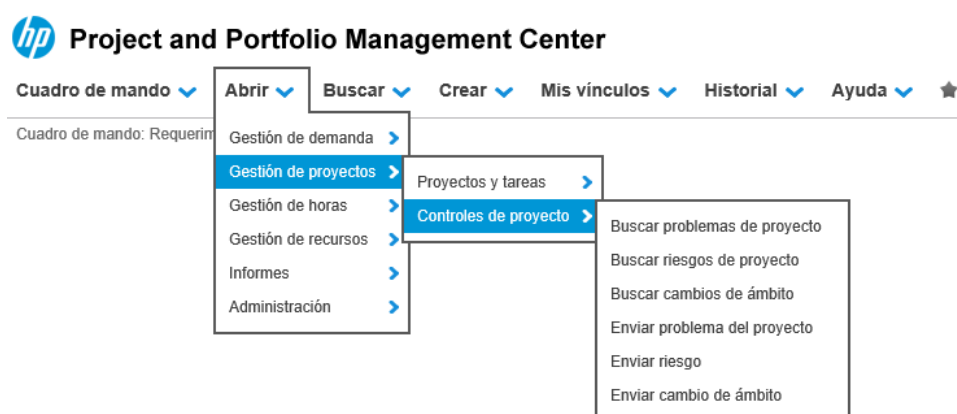 hp Project and Portfolio Management Center
Cuadro de mando Abrir Buscar Crear Mis vínculos Historial Ayuda
Cuadro de mando: Requerim
Gestión de demanda
Gestión de proyectos
Gestión de horas
Gestión de recursos
Informes
Administración
Proyectos y tareas
Controles de proyecto
Buscar problemas de proyecto
Buscar riesgos de proyecto
Buscar cambios de ámbito
Enviar problema del proyecto
Enviar riesgo
Enviar cambio de ámbito